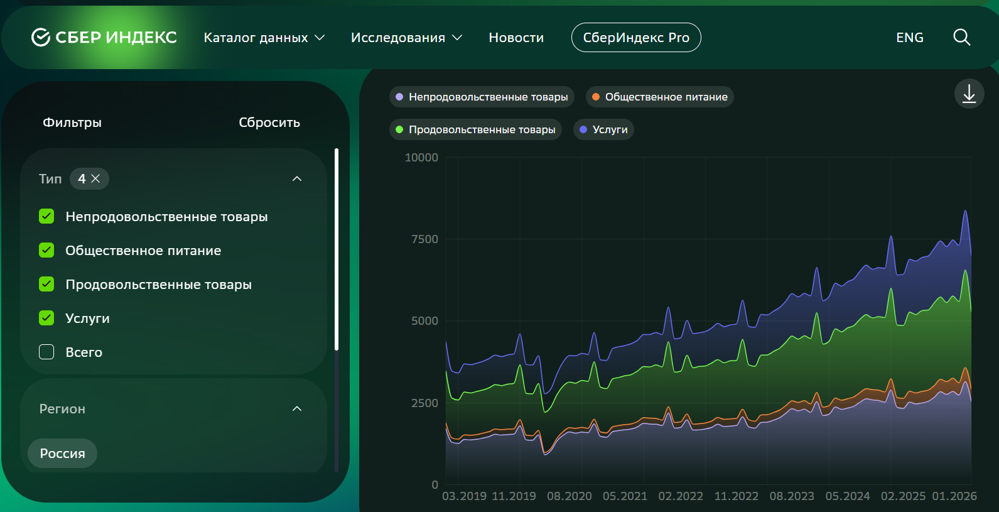 СБЕР ИНДЕКС Каталог данных Исследования Новости СберИндекс Pro ENG
Фильтры Сбросить
Тип 4
Непродовольственные товары
Общественное питание
Продовольственные товары
Услуги
Всего
Регион
Россия
Непродовольственные товары Общественное питание
Продовольственные товары Услуги
10000
7500
5000
2500
0
03.2019 11.2019 08.2020 05.2021 02.2022 11.2022 08.2023 05.2024 02.2025 01.2026